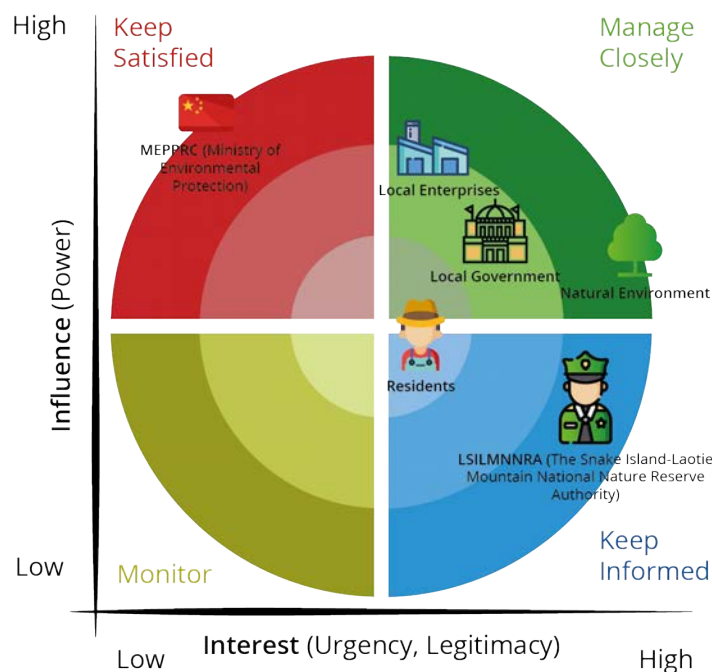 High
Keep
Satisfied
Manage
Closely
MEPPRC (Ministry of
Environmental
Protection)
Local Enterprises
Local Government
Natural Environment
Influence (Power)
Residents
LSILMNNRA (The Snake Island-Laotie
Mountain National Nature Reserve
Authority)
Low
Monitor
Keep
Informed
Low
Interest (Urgency, Legitimacy)
High